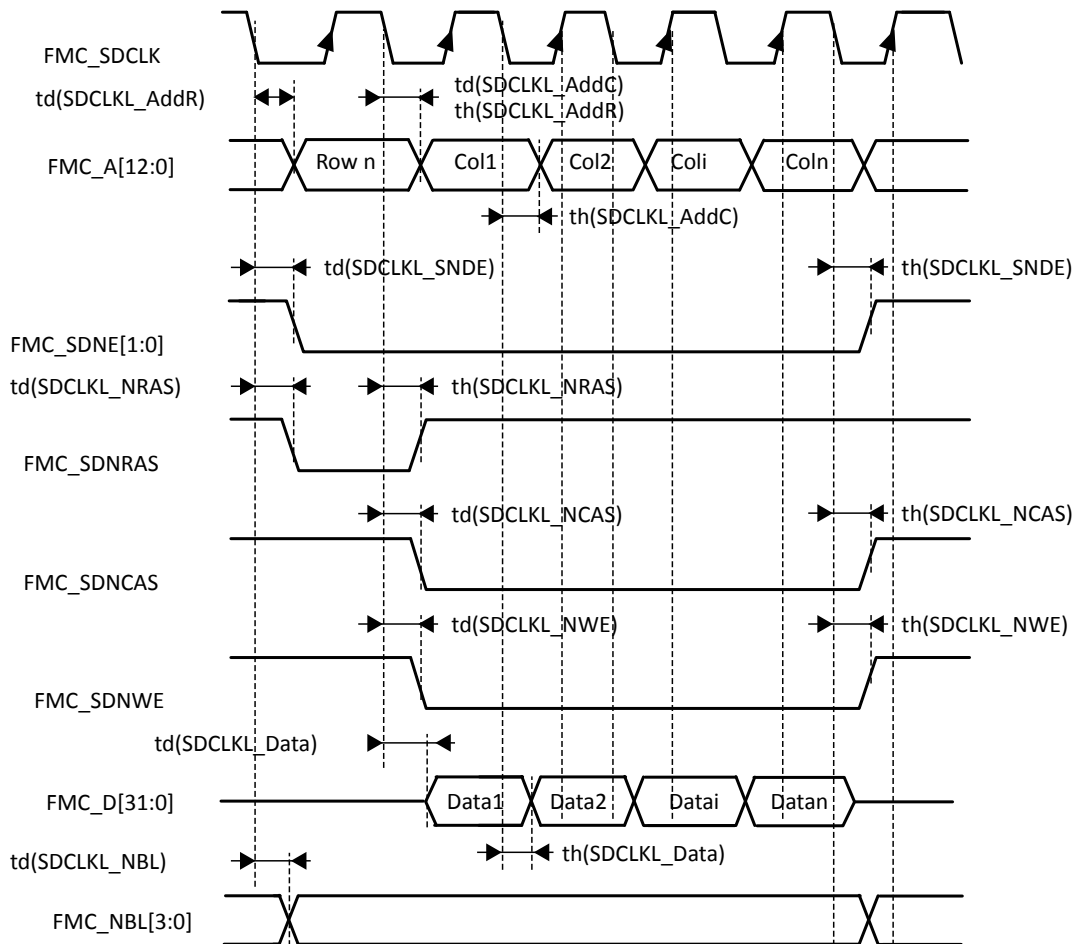 FMC_SDCLK
td(SDCLKL_AddR)
td(SDCLKL_AddC)
th(SDCLKL_AddR)
FMC_A[12:0]
Row n
Col1
Col2
Coli
Coln
th(SDCLKL_AddC)
td(SDCLKL_SNDE)
th(SDCLKL_SNDE)
FMC_SDNE[1:0]
td(SDCLKL_NRAS)
th(SDCLKL_NRAS)
FMC_SDNRAS
td(SDCLKL_NCAS)
th(SDCLKL_NCAS)
FMC_SDNCAS
td(SDCLKL_NWE)
th(SDCLKL_NWE)
FMC_SDNWE
td(SDCLKL_Data)
FMC_D[31:0]
Data1
Data2
Datai
Datan
td(SDCLKL_NBL)
th(SDCLKL_Data)
FMC_NBL[3:0]